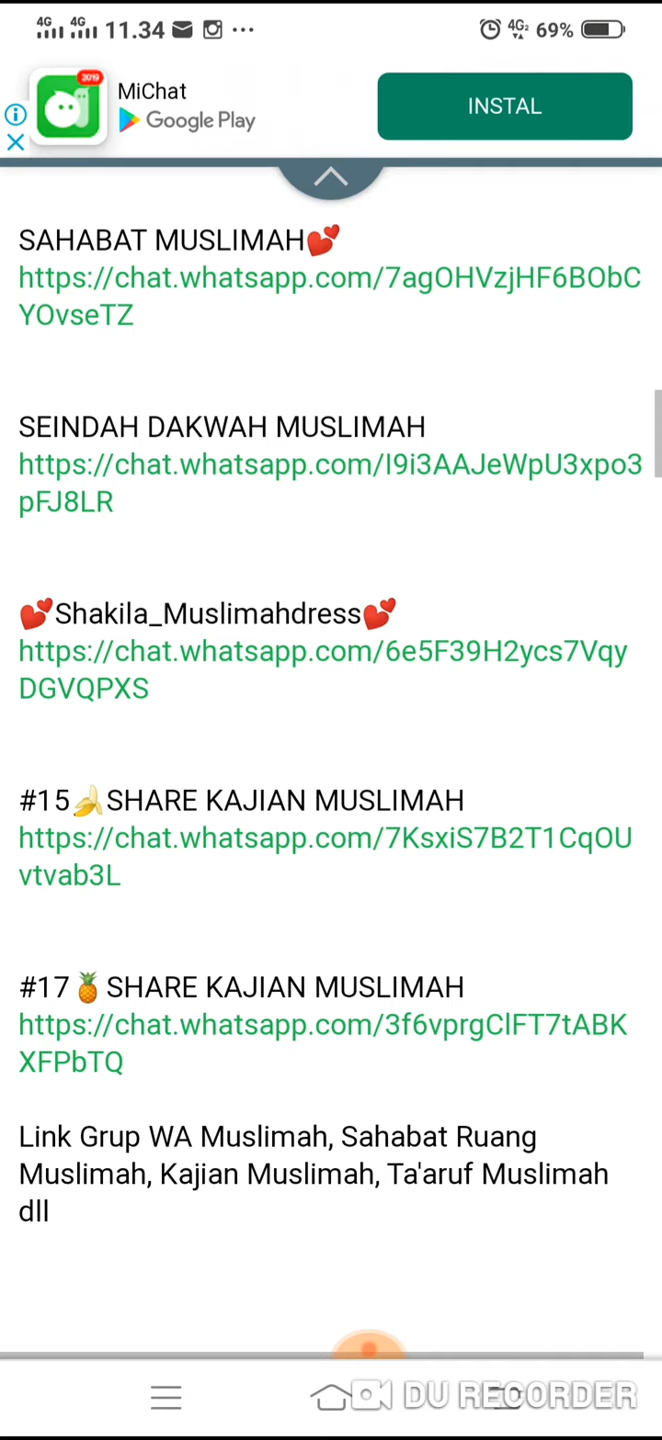 4G 4G 11.34 ... 4G 69%
2019
MiChat
Google Play
INSTAL
SAHABAT MUSLIMAH💕
https://chat.whatsapp.com/7agOHVzjHF6BObC
YOvseTZ
SEINDAH DAKWAH MUSLIMAH
https://chat.whatsapp.com/I9i3AAJeWpU3xpo3
pFJ8LR
💕Shakila_Muslimahdress💕
https://chat.whatsapp.com/6e5F39H2ycs7Vqy
DGVQPXS
#15🍌SHARE KAJIAN MUSLIMAH
https://chat.whatsapp.com/7KsxiS7B2T1CqOU
vtvab3L
#17🍍SHARE KAJIAN MUSLIMAH
https://chat.whatsapp.com/3f6vprgClFT7tABK
XFPbTQ
Link Grup WA Muslimah, Sahabat Ruang
Muslimah, Kajian Muslimah, Ta'aruf Muslimah
dll
DU RECORDER